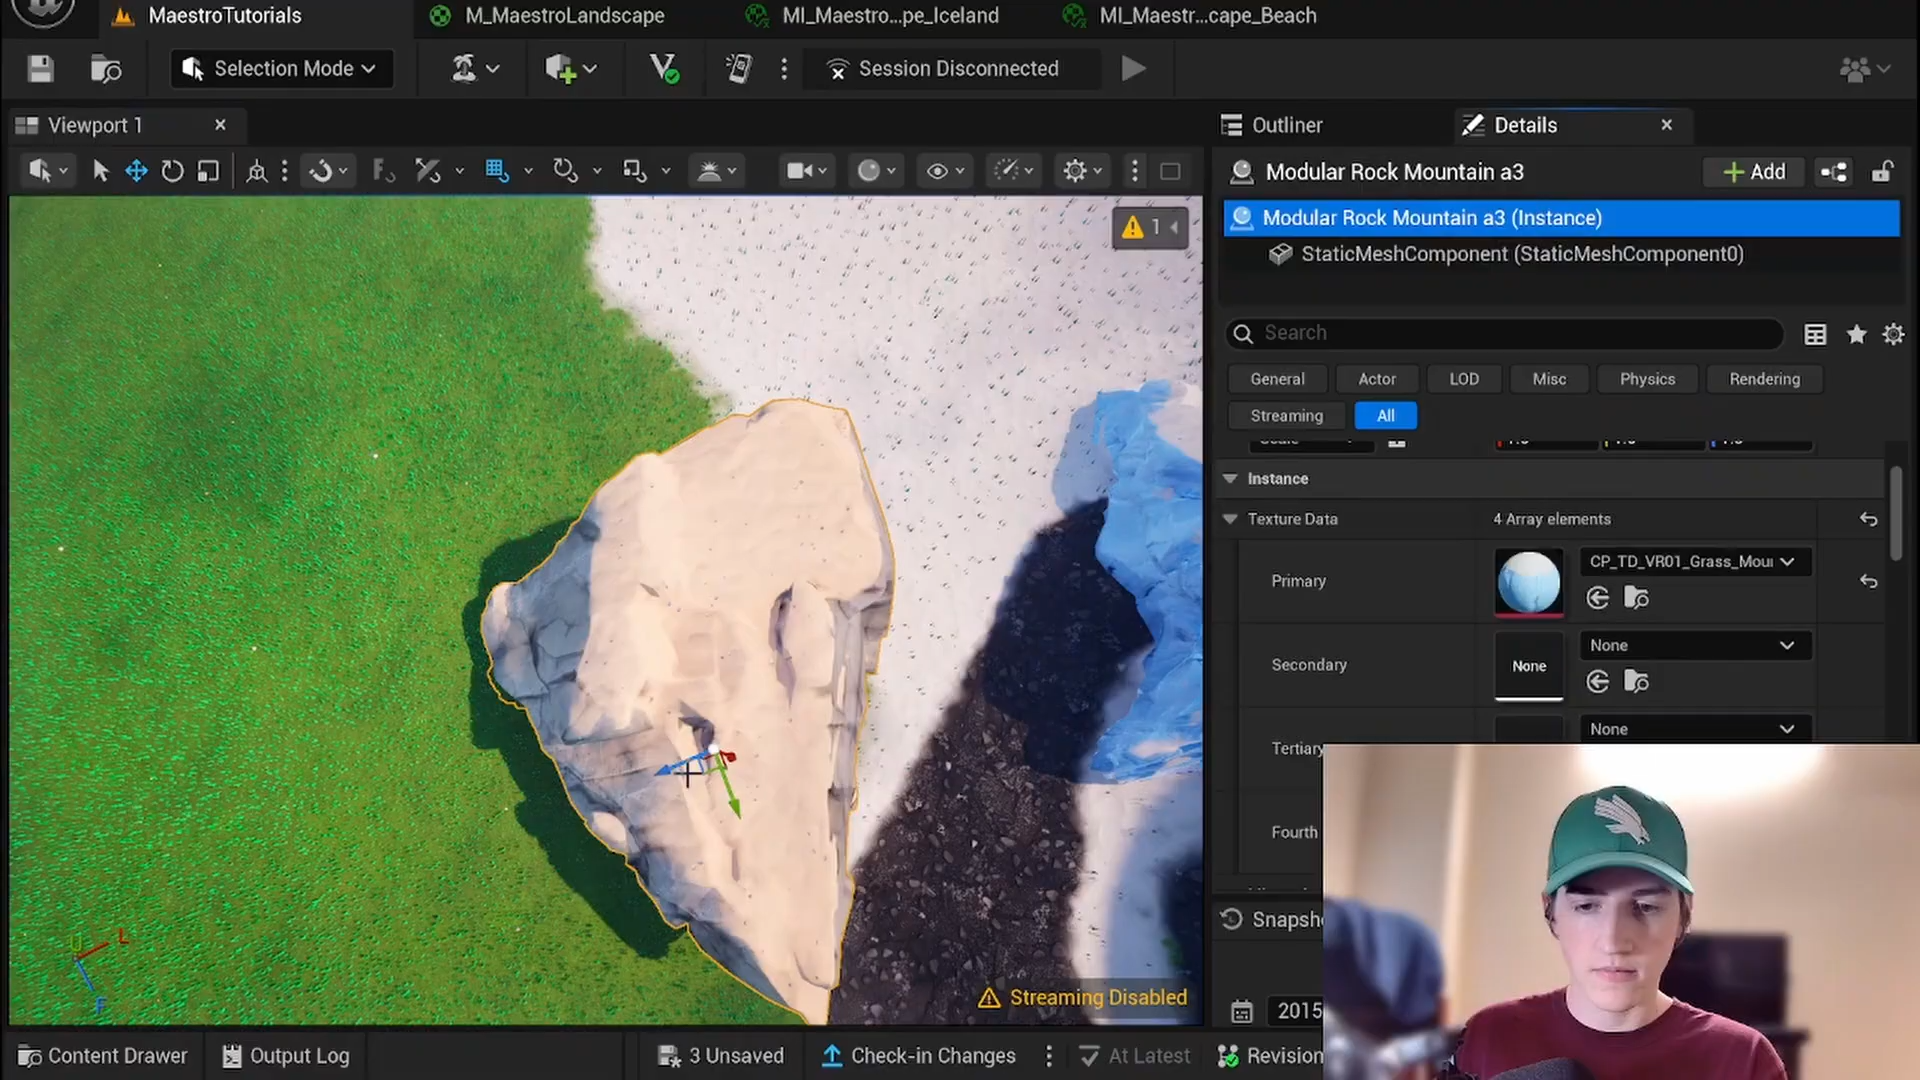 MaestroTutorials
M_MaestroLandscape
MI_Maestro...pe_Iceland
MI_Maestr...cape_Beach
Selection Mode
Session Disconnected
Viewport 1
Outliner
Details
Modular Rock Mountain a3
Add
1
Modular Rock Mountain a3 (Instance)
StaticMeshComponent (StaticMeshComponent0)
Search
General
Actor
LOD
Misc
Physics
Rendering
Streaming
All
Instance
Texture Data
4 Array elements
Primary
CP_TD_VR01_Grass_Mou
Secondary
None
None
Tertiary
None
Fourth
Snapsh
2015
Streaming Disabled
L
F
Content Drawer
Output Log
3 Unsaved
Check-in Changes
At Latest
Revision